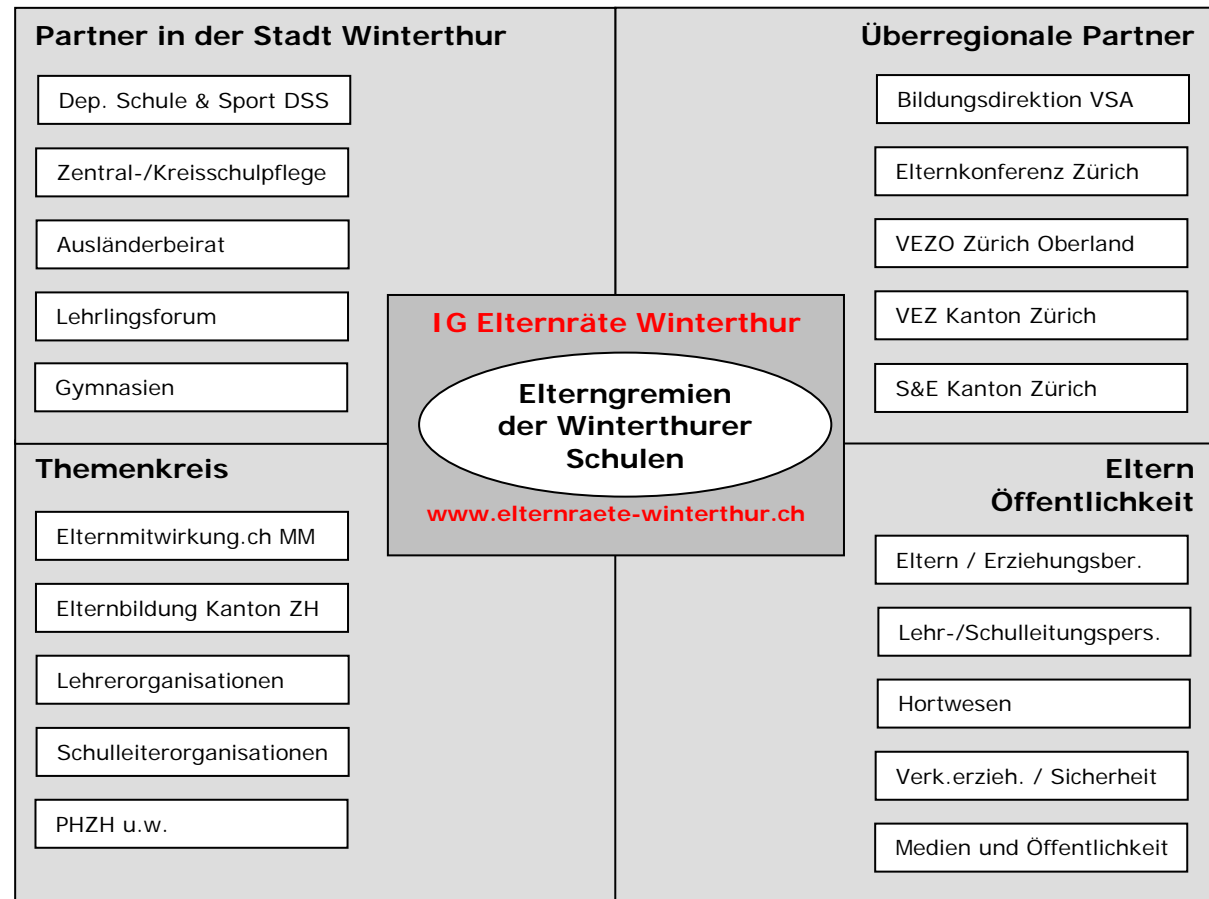 Partner in der Stadt Winterthur
Dep. Schule & Sport DSS
Zentral-/Kreisschulpflege
Ausländerbeirat
Lehrlingsforum
Gymnasien
Überregionale Partner
Bildungsdirektion VSA
Elternkonferenz Zürich
VEZO Zürich Oberland
VEZ Kanton Zürich
S&E Kanton Zürich
IG Elternräte Winterthur
Elterngremien
der Winterthurer
Schulen
www.elternraete-winterthur.ch
Themenkreis
Elternmitwirkung.ch MM
Elternbildung Kanton ZH
Lehrerorganisationen
Schulleiterorganisationen
PHZH u.w.
Eltern
Öffentlichkeit
Eltern / Erziehungsber.
Lehr-/Schulleitungspers.
Hortwesen
Verk.erzieh. / Sicherheit
Medien und Öffentlichkeit